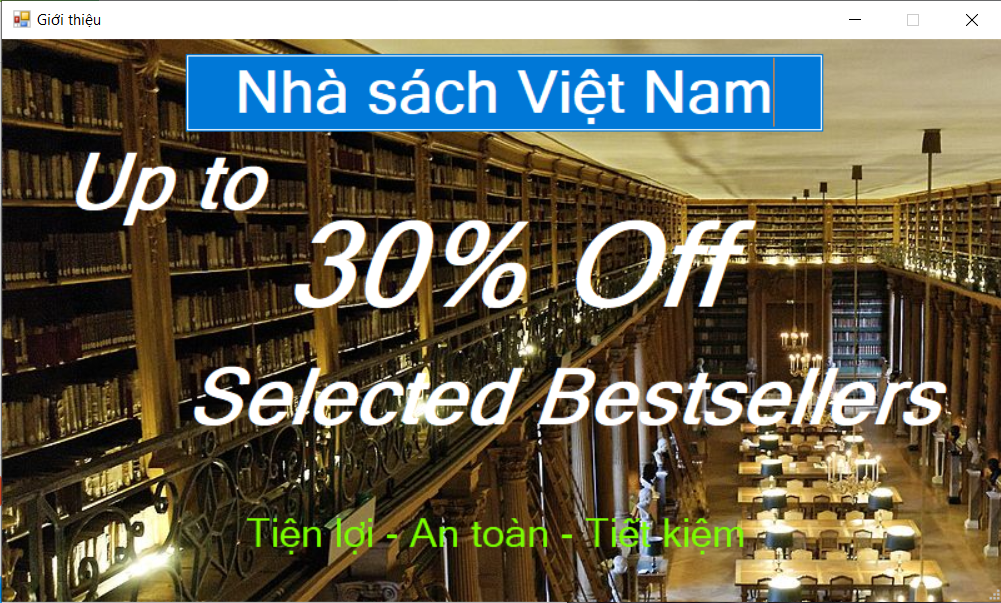 Giới thiệu
Nhà sách Việt Nam
Up to
30% Off
Selected Bestsellers
Tiện lợi - An toàn - Tiết kiệm